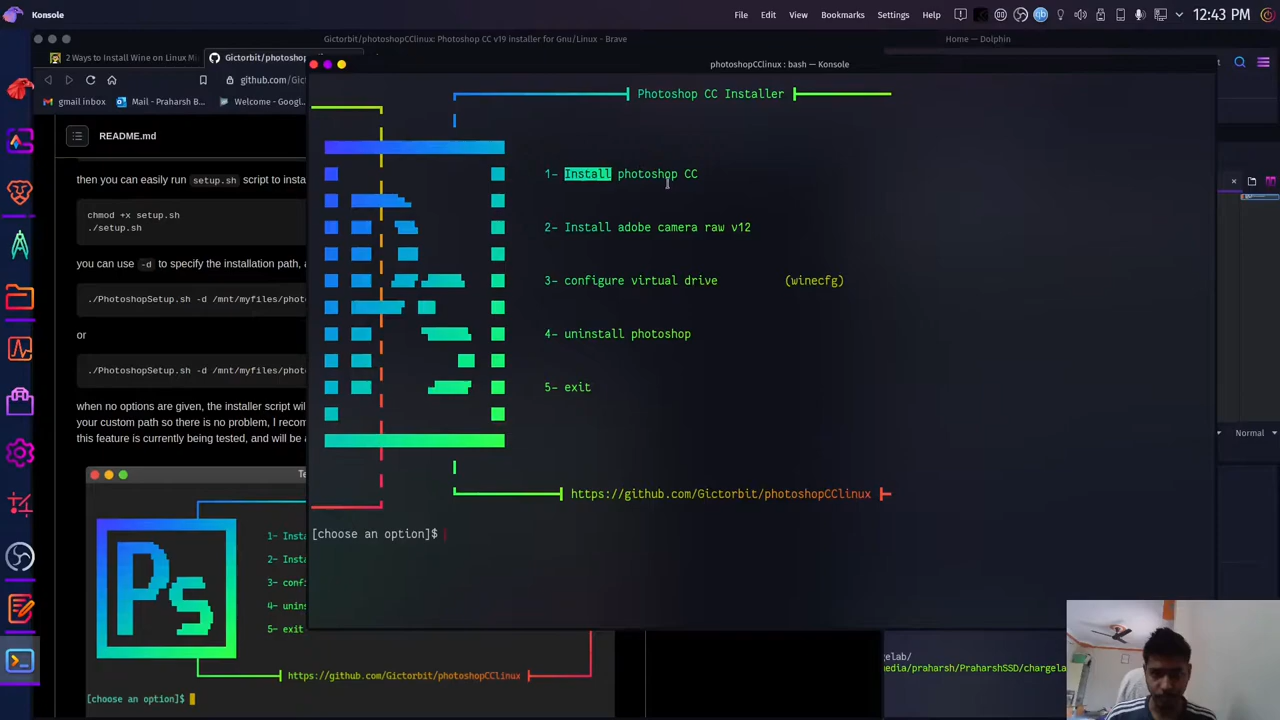 Konsole
File Edit View Bookmarks Settings Help
12:43 PM
Gictorbit/photoshopCClinux: Photoshop CC v19 installer for Gnu/Linux - Brave
Home — Dolphin
2 Ways to Install Wine on Linux M
Gictorbit/photoshop
photoshopCClinux : bash — Konsole
github.com/Gic
gmail inbox
Mail - Praharsh B...
Welcome - Googl...
README.md
then you can easily run setup.sh script to insta
chmod +x setup.sh
./setup.sh
you can use -d to specify the installation path, a
./PhotoshopSetup.sh -d /mnt/myfiles/phot
or
./PhotoshopSetup.sh -d /mnt/myfiles/phot
when no options are given, the installer script wil
your custom path so there is no problem, I recom
this feature is currently being tested, and will be a
Photoshop CC Installer
1- Install photoshop CC
2- Install adobe camera raw v12
3- configure virtual drive (winecfg)
4- uninstall photoshop
5- exit
https://github.com/Gictorbit/photoshopCClinux
[choose an option]$
Te
Ps
1- Insta
2- Insta
3- confi
4- unins
5- exit
https://github.com/Gictorbit/photoshopCClinux
[choose an option]$
Normal
gelab/
media/praharsh/PraharshSSD/chargelab/